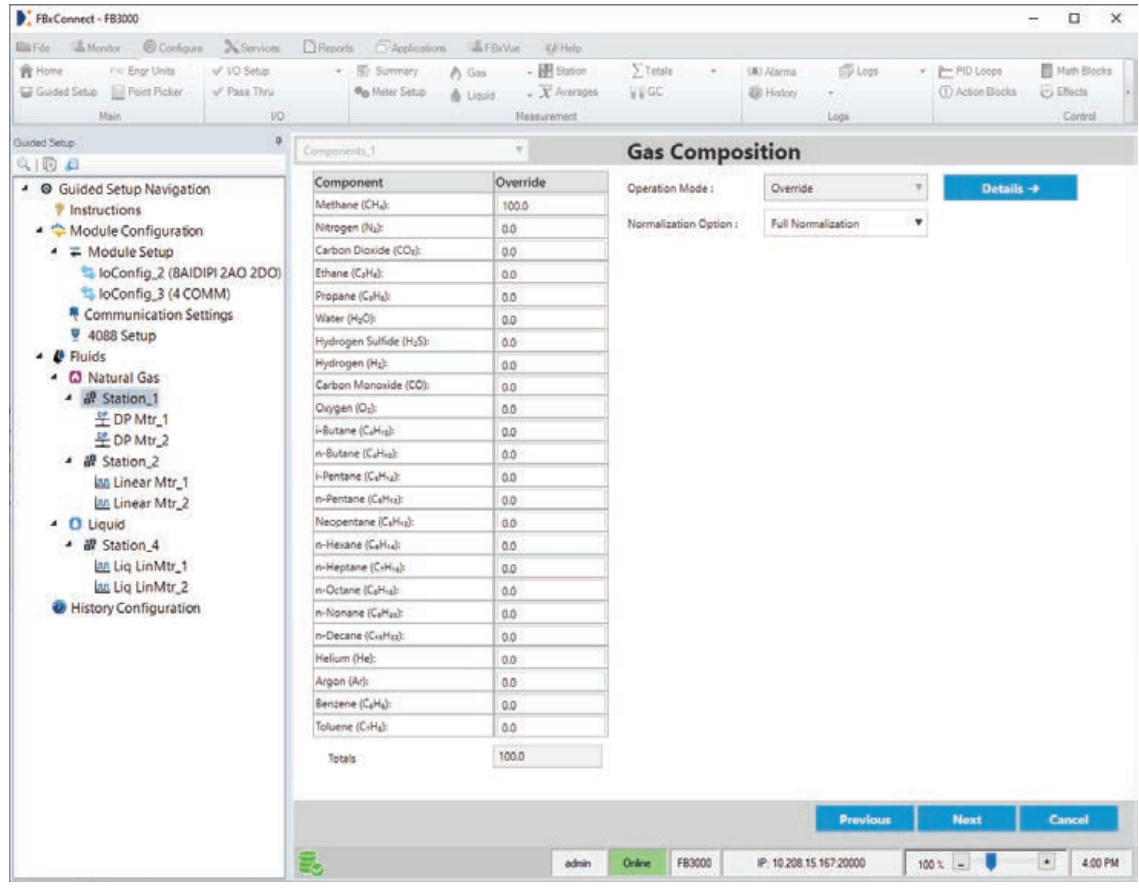 FBxConnect - FB3000
File Monitor Configure Services Reports Applications FBxVue Help
Home Engr Units I/O Setup Summary Gas Station Totals Alarms Logs PID Loops Math Blocks
Guided Setup Point Picker Pass Thru Meter Setup Liquid Averages GC History Action Blocks Effects
Main I/O Measurement Logs Control
Guided Setup
Components_1
Gas Composition
Guided Setup Navigation
Instructions
Module Configuration
Module Setup
IoConfig_2 (8AIDIPI 2AO 2DO)
IoConfig_3 (4 COMM)
Communication Settings
4088 Setup
Fluids
Natural Gas
Station_1
DP Mtr_1
DP Mtr_2
Station_2
Linear Mtr_1
Linear Mtr_2
Liquid
Station_4
Liq LinMtr_1
Liq LinMtr_2
History Configuration
Component Override
Methane (CH₄): 100.0
Nitrogen (N₂): 0.0
Carbon Dioxide (CO₂): 0.0
Ethane (C₂H₆): 0.0
Propane (C₃H₈): 0.0
Water (H₂O): 0.0
Hydrogen Sulfide (H₂S): 0.0
Hydrogen (H₂): 0.0
Carbon Monoxide (CO): 0.0
Oxygen (O₂): 0.0
i-Butane (C₄H₁₀): 0.0
n-Butane (C₄H₁₀): 0.0
i-Pentane (C₅H₁₂): 0.0
n-Pentane (C₅H₁₂): 0.0
Neopentane (C₅H₁₂): 0.0
n-Hexane (C₆H₁₄): 0.0
n-Heptane (C₇H₁₆): 0.0
n-Octane (C₈H₁₈): 0.0
n-Nonane (C₉H₂₀): 0.0
n-Decane (C₁₀H₂₂): 0.0
Helium (He): 0.0
Argon (Ar): 0.0
Benzene (C₆H₆): 0.0
Toluene (C₇H₈): 0.0
Totals 100.0
Operation Mode : Override Details →
Normalization Option : Full Normalization
Previous Next Cancel
admin Online FB3000 IP: 10.208.15.167:20000 100 % - + 4:00 PM